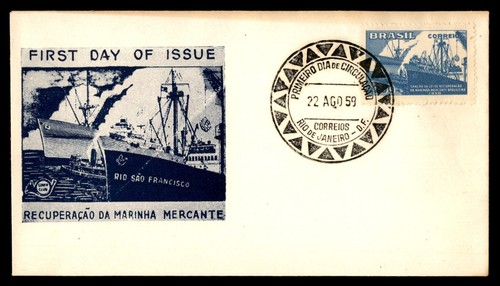 FIRST DAY OF ISSUE
RIO SÃO FRANCISCO
RECUPERAÇÃO DA MARINHA MERCANTE
PRIMEIRO DIA DE CIRCULAÇÃO
22 AGO 59
CORREIOS
RIO DE JANEIRO - D.F.
BRASIL CORREIO